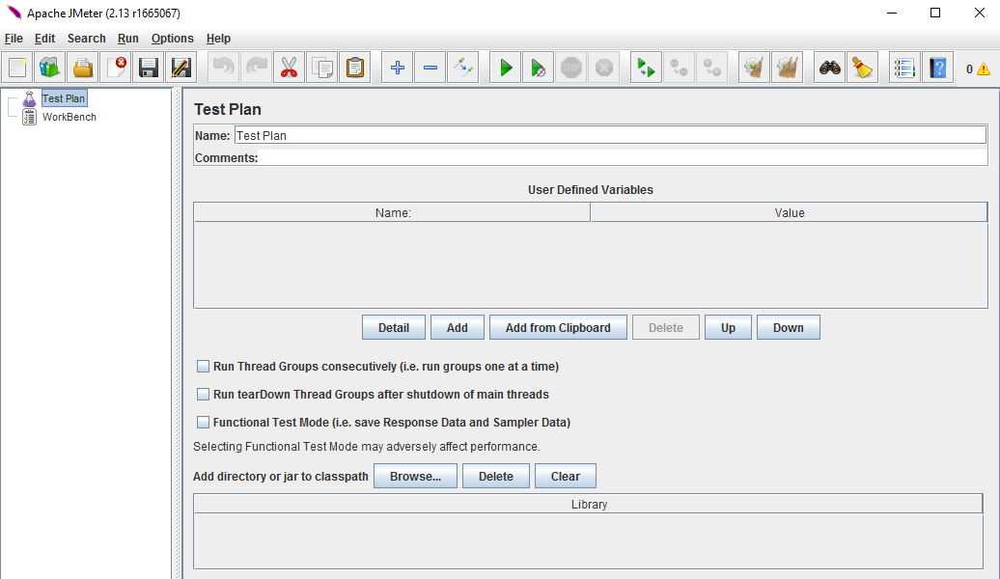 Apache JMeter (2.13 r1665067)
File Edit Search Run Options Help
STOP
0
Test Plan
WorkBench
Test Plan
Name: Test Plan
Comments:
User Defined Variables
Name: Value
Detail Add Add from Clipboard Delete Up Down
Run Thread Groups consecutively (i.e. run groups one at a time)
Run tearDown Thread Groups after shutdown of main threads
Functional Test Mode (i.e. save Response Data and Sampler Data)
Selecting Functional Test Mode may adversely affect performance.
Add directory or jar to classpath Browse... Delete Clear
Library